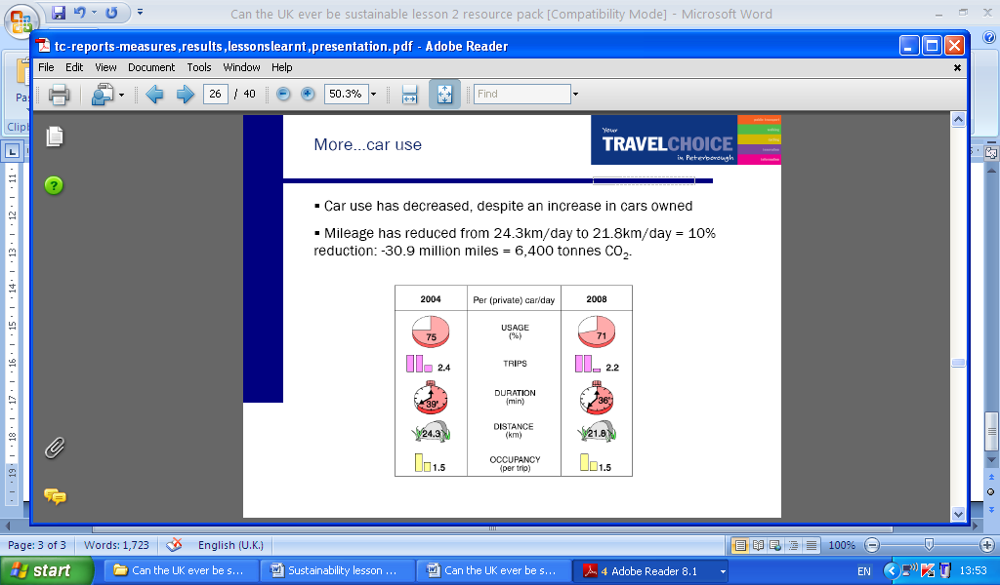 Can the UK ever be sustainable lesson 2 resource pack [Compatibility Mode] - Microsoft Word
tc-reports-measures,results,lessonslearnt,presentation.pdf - Adobe Reader
File Edit View Document Tools Window Help
26 / 40 50.3% Find
More...car use
Your
TRAVELCHOICE
in Peterborough
▪ Car use has decreased, despite an increase in cars owned
▪ Mileage has reduced from 24.3km/day to 21.8km/day = 10%
reduction: -30.9 million miles = 6,400 tonnes CO2.
2004 Per (private) car/day 2008
75 USAGE (%) 71
2.4 TRIPS 2.2
39' DURATION (min) 36'
24.3 DISTANCE (km) 21.8
1.5 OCCUPANCY (per trip) 1.5
Page: 3 of 3 Words: 1,723 English (U.K.) 100%
start Can the UK ever be s... Sustainability lesson ... Can the UK ever be s... 4 Adobe Reader 8.1 EN 13:53